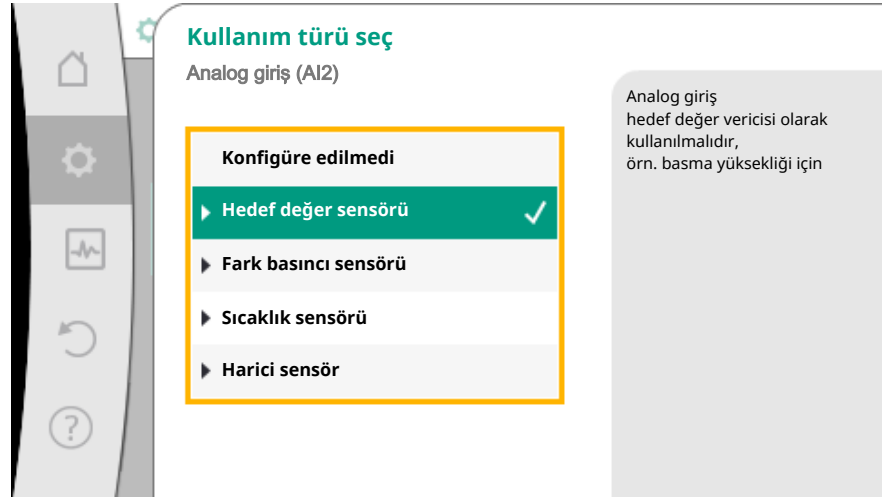 Kullanım türü seç
Analog giriş (AI2)
Konfigüre edilmedi
Hedef değer sensörü
Fark basıncı sensörü
Sıcaklık sensörü
Harici sensör
Analog giriş
hedef değer vericisi olarak
kullanılmalıdır,
örn. basma yüksekliği için